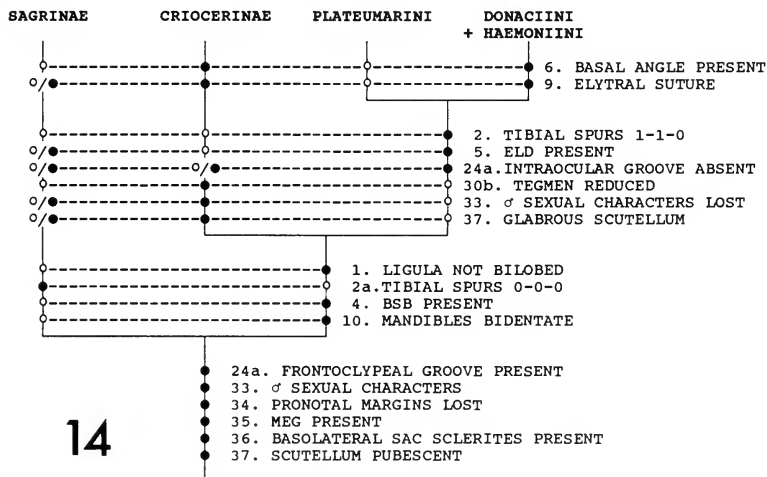 SAGRINAE CRIOCERINAE PLATEUMARINI DONACIINI
+ HAEMONIINI
6. BASAL ANGLE PRESENT
9. ELYTRAL SUTURE
2. TIBIAL SPURS 1-1-0
5. ELD PRESENT
24a.INTRAOCULAR GROOVE ABSENT
30b. TEGMEN REDUCED
33. ♂ SEXUAL CHARACTERS LOST
37. GLABROUS SCUTELLUM
1. LIGULA NOT BILOBED
2a.TIBIAL SPURS 0-0-0
4. BSB PRESENT
10. MANDIBLES BIDENTATE
24a. FRONTOCLYPEAL GROOVE PRESENT
33. ♂ SEXUAL CHARACTERS
34. PRONOTAL MARGINS LOST
35. MEG PRESENT
36. BASOLATERAL SAC SCLERITES PRESENT
37. SCUTELLUM PUBESCENT
14